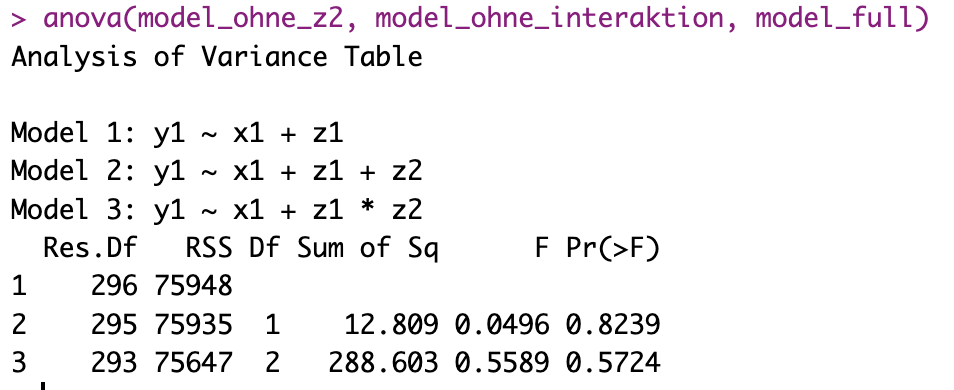 > anova(model_ohne_z2, model_ohne_interaktion, model_full)
Analysis of Variance Table
Model 1: y1 ~ x1 + z1
Model 2: y1 ~ x1 + z1 + z2
Model 3: y1 ~ x1 + z1 * z2
  Res.Df   RSS Df Sum of Sq      F Pr(>F)
1    296 75948
2    295 75935  1    12.809 0.0496 0.8239
3    293 75647  2   288.603 0.5589 0.5724